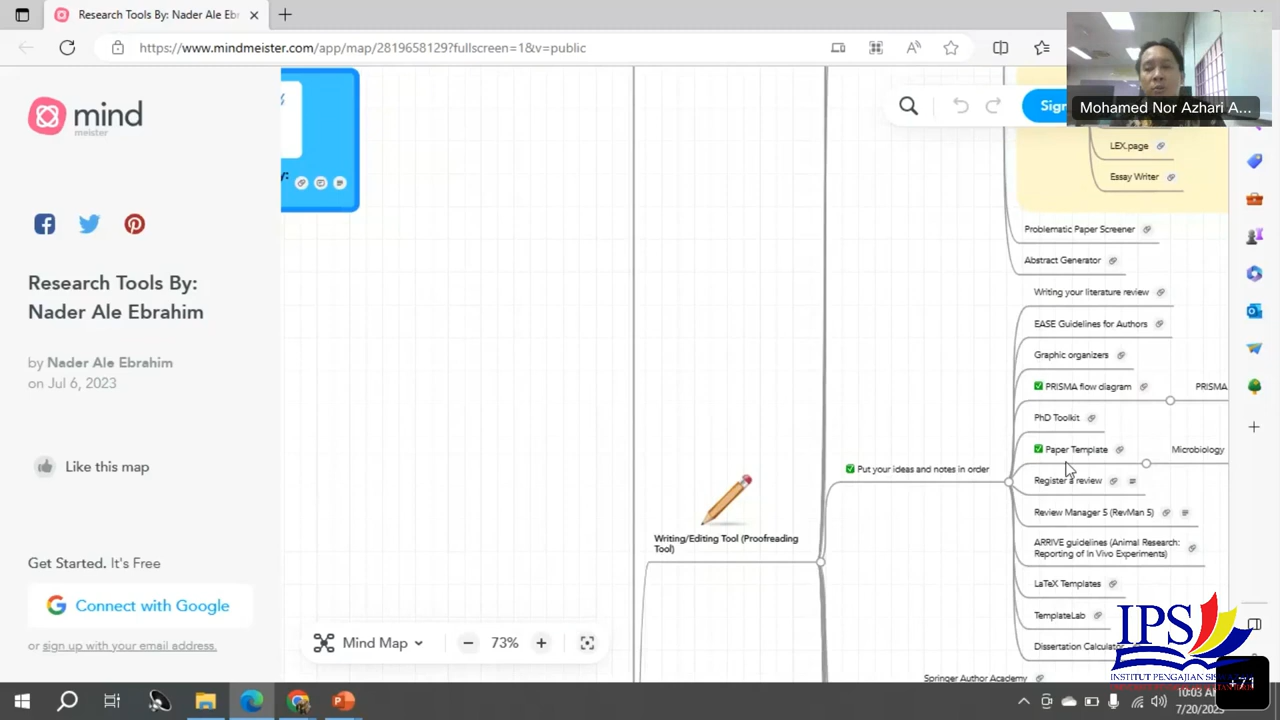 Research Tools By: Nader Ale Ebr
https://www.mindmeister.com/app/map/2819658129?fullscreen=1&v=public
mind
meister
Sign
Mohamed Nor Azhari A...
LEX.page
Essay Writer
Problematic Paper Screener
Abstract Generator
Research Tools By:
Nader Ale Ebrahim
by Nader Ale Ebrahim
on Jul 6, 2023
Like this map
Writing your literature review
EASE Guidelines for Authors
Graphic organizers
PRISMA flow diagram
PRISMA
PhD Toolkit
Paper Template
Microbiology
Put your ideas and notes in order
Register a review
Review Manager 5 (RevMan 5)
Writing/Editing Tool (Proofreading
Tool)
ARRIVE guidelines (Animal Research:
Reporting of In Vivo Experiments)
LaTeX Templates
TemplateLab
Dissertation Calculator
Springer Author Academy
Get Started. It's Free
Connect with Google
or sign up with your email address.
Mind Map
73%
IPS
+71
10:03 AM